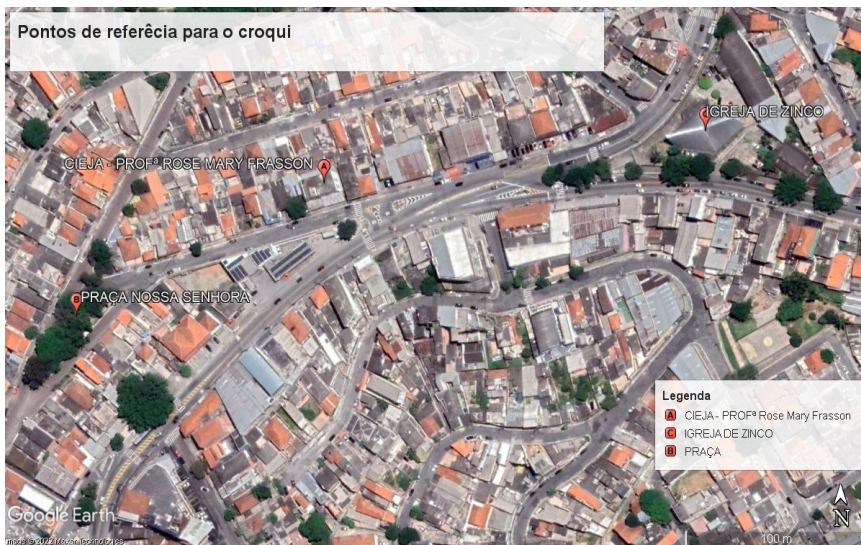 Pontos de referêcia para o croqui
IGREJA DE ZINCO
CIEJA - PROFª ROSE MARY FRASSON
A
B
PRAÇA NOSSA SENHORA
Legenda
A CIEJA - PROFª Rose Mary Frasson
C IGREJA DE ZINCO
B PRAÇA
Google Earth
N
100 m